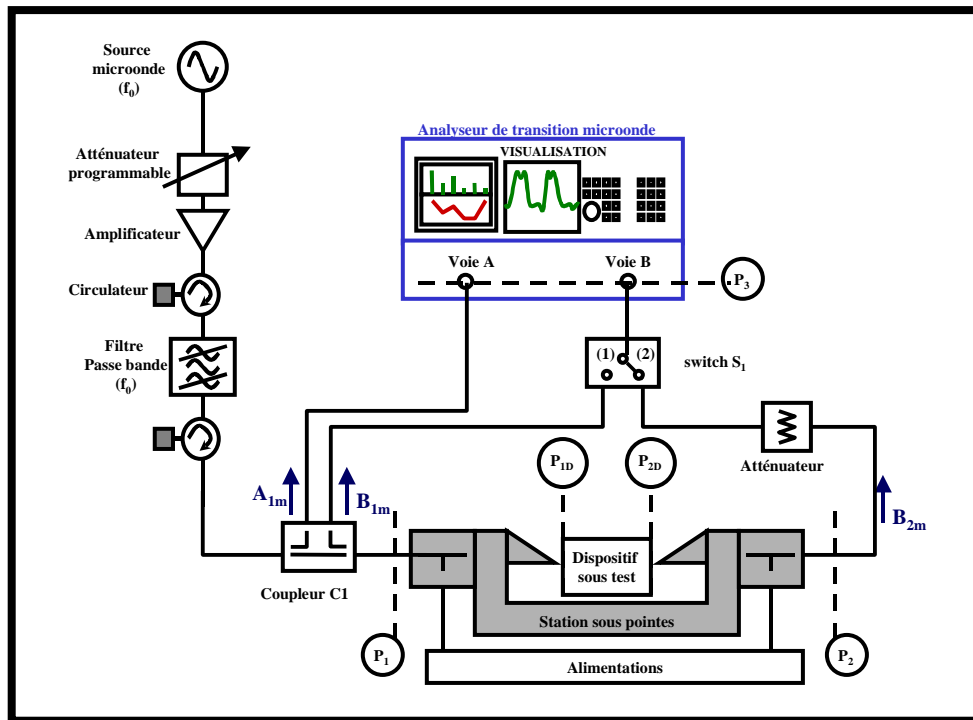 Source
microonde
(f₀)
Analyseur de transition microonde
VISUALISATION
Atténuateur
programmable
Amplificateur
Voie A
Voie B
P₃
Circulateur
Filtre
Passe bande
(f₀)
(1)
(2)
switch S₁
P₁D
P₂D
Atténuateur
A₁m
B₁m
B₂m
Dispositif
sous test
Coupleur C1
Station sous pointes
P₁
Alimentations
P₂